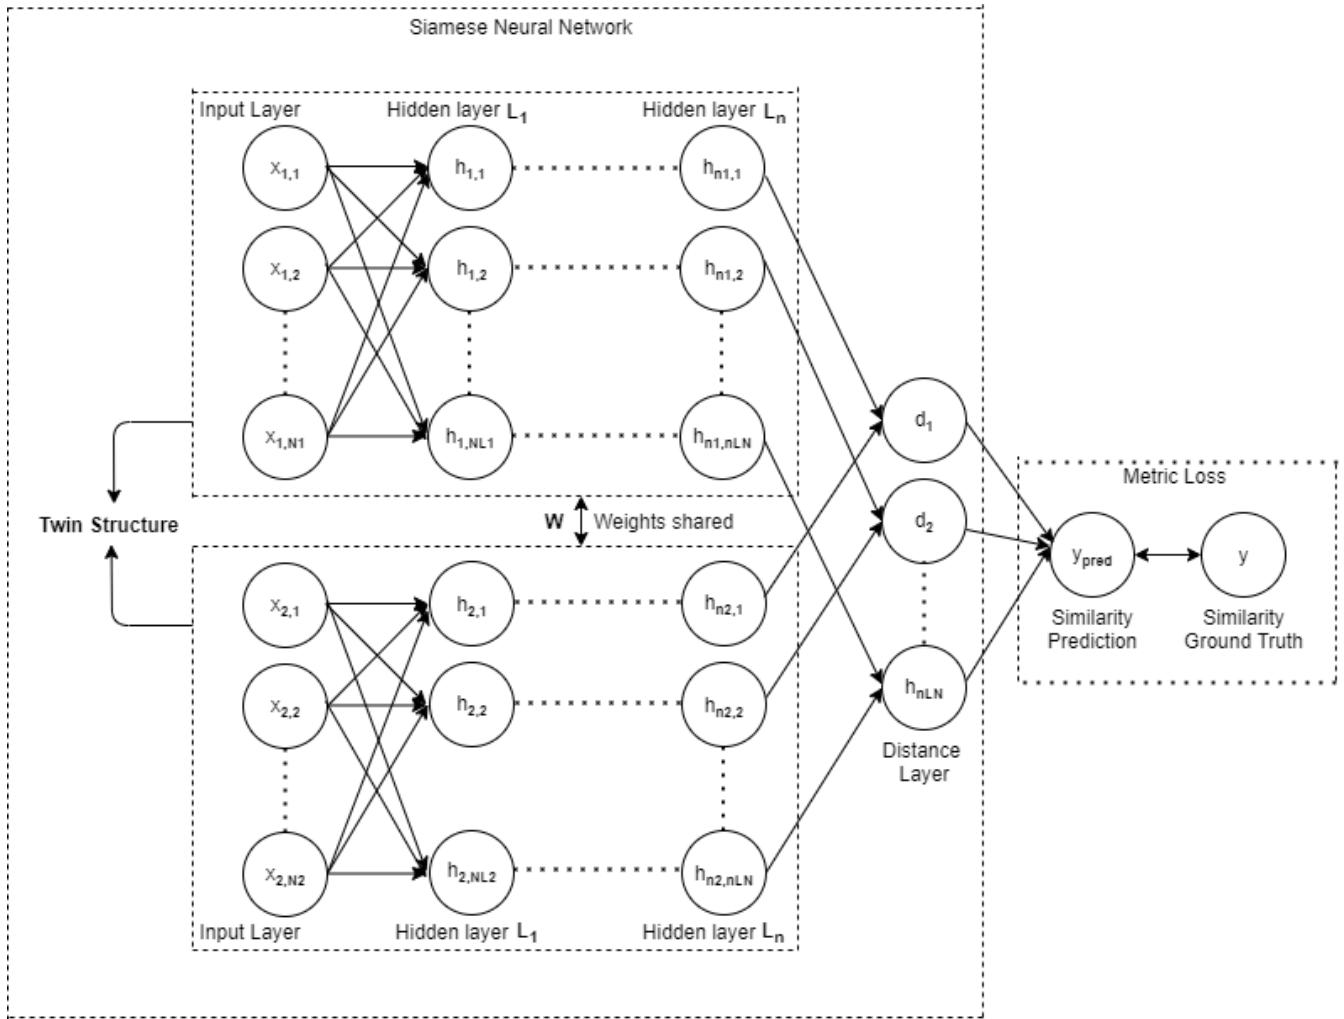 Siamese Neural Network
Input Layer
Hidden layer L1
Hidden layer Ln
x1,1
h1,1
hn1,1
x1,2
h1,2
hn1,2
x1,N1
h1,NL1
hn1,nLN
d1
d2
hnLN
Distance
Layer
Twin Structure
W
Weights shared
Metric Loss
ypred
y
Similarity
Prediction
Similarity
Ground Truth
x2,1
h2,1
hn2,1
x2,2
h2,2
hn2,2
x2,N2
h2,NL2
hn2,nLN
Input Layer
Hidden layer L1
Hidden layer Ln